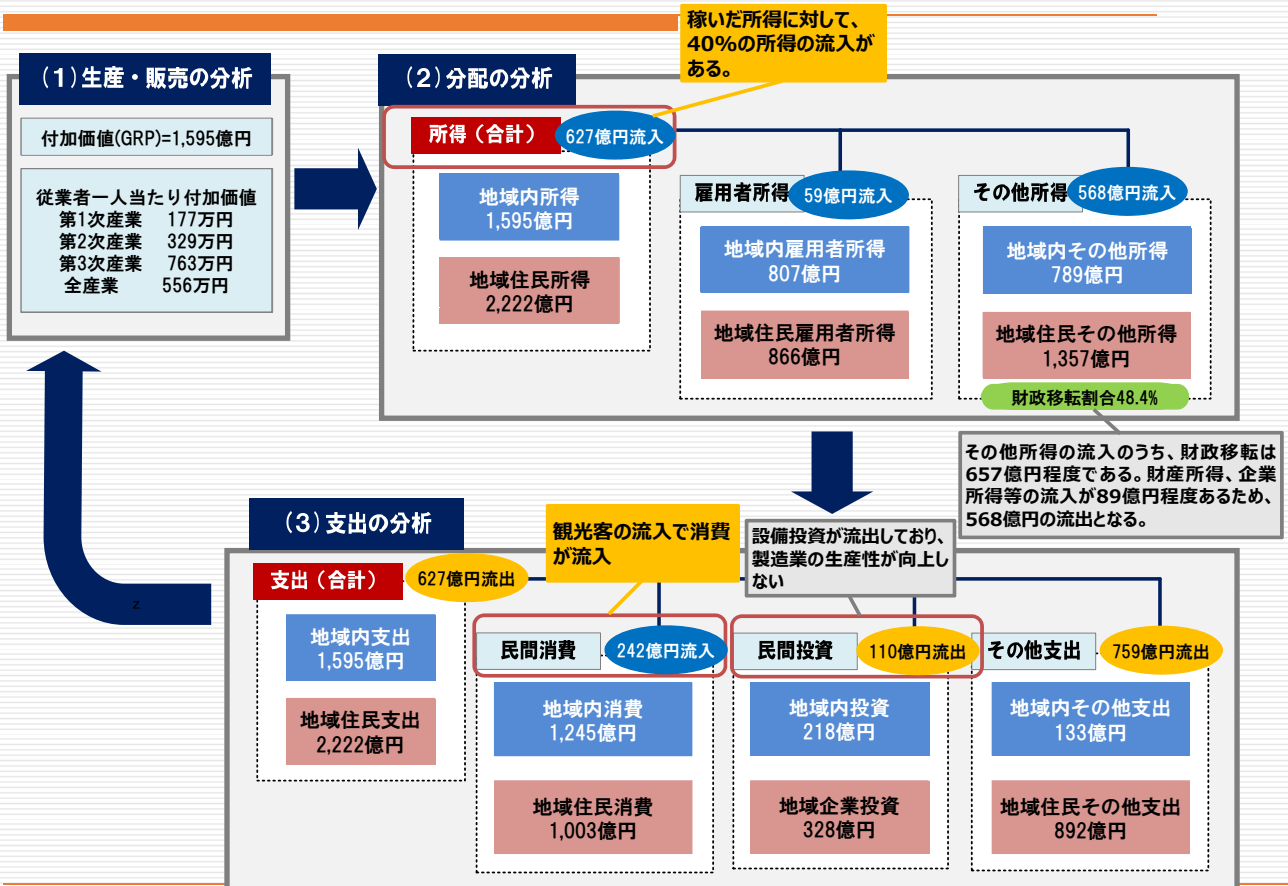 稼いだ所得に対して、
40%の所得の流入が
ある。
(1)生産・販売の分析
付加価値(GRP)=1,595億円
従業者一人当たり付加価値
第1次産業 177万円
第2次産業 329万円
第3次産業 763万円
全産業 556万円
(2)分配の分析
所得(合計)
627億円流入
地域内所得
1,595億円
地域住民所得
2,222億円
雇用者所得
59億円流入
地域内雇用者所得
807億円
地域住民雇用者所得
866億円
その他所得
568億円流入
地域内その他所得
789億円
地域住民その他所得
1,357億円
財政移転割合48.4%
その他所得の流入のうち、財政移転は
657億円程度である。財産所得、企業
所得等の流入が89億円程度あるため、
568億円の流出となる。
(3)支出の分析
観光客の流入で消費
が流入
設備投資が流出しており、
製造業の生産性が向上し
ない
z
支出(合計)
627億円流出
地域内支出
1,595億円
地域住民支出
2,222億円
民間消費
242億円流入
地域内消費
1,245億円
地域住民消費
1,003億円
民間投資
110億円流出
地域内投資
218億円
地域企業投資
328億円
その他支出
759億円流出
地域内その他支出
133億円
地域住民その他支出
892億円